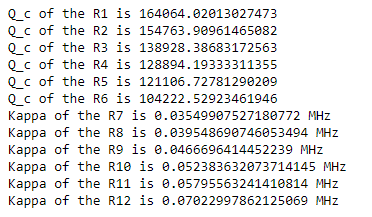 Q_c of the R1 is 164064.02013027473
Q_c of the R2 is 154763.90961465082
Q_c of the R3 is 138928.38683172563
Q_c of the R4 is 128894.19333311355
Q_c of the R5 is 121106.72781290209
Q_c of the R6 is 104222.52923461946
Kappa of the R7 is 0.03549907527180772 MHz
Kappa of the R8 is 0.039548690746053494 MHz
Kappa of the R9 is 0.0466696414452239 MHz
Kappa of the R10 is 0.052383632073714145 MHz
Kappa of the R11 is 0.05795563241410814 MHz
Kappa of the R12 is 0.07022997862125069 MHz